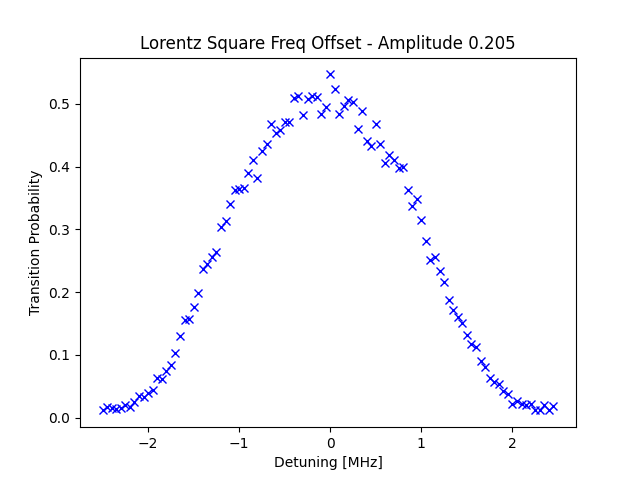 Lorentz Square Freq Offset - Amplitude 0.205
Transition Probability
0.5
0.4
0.3
0.2
0.1
0.0
−2 −1 0 1 2
Detuning [MHz]